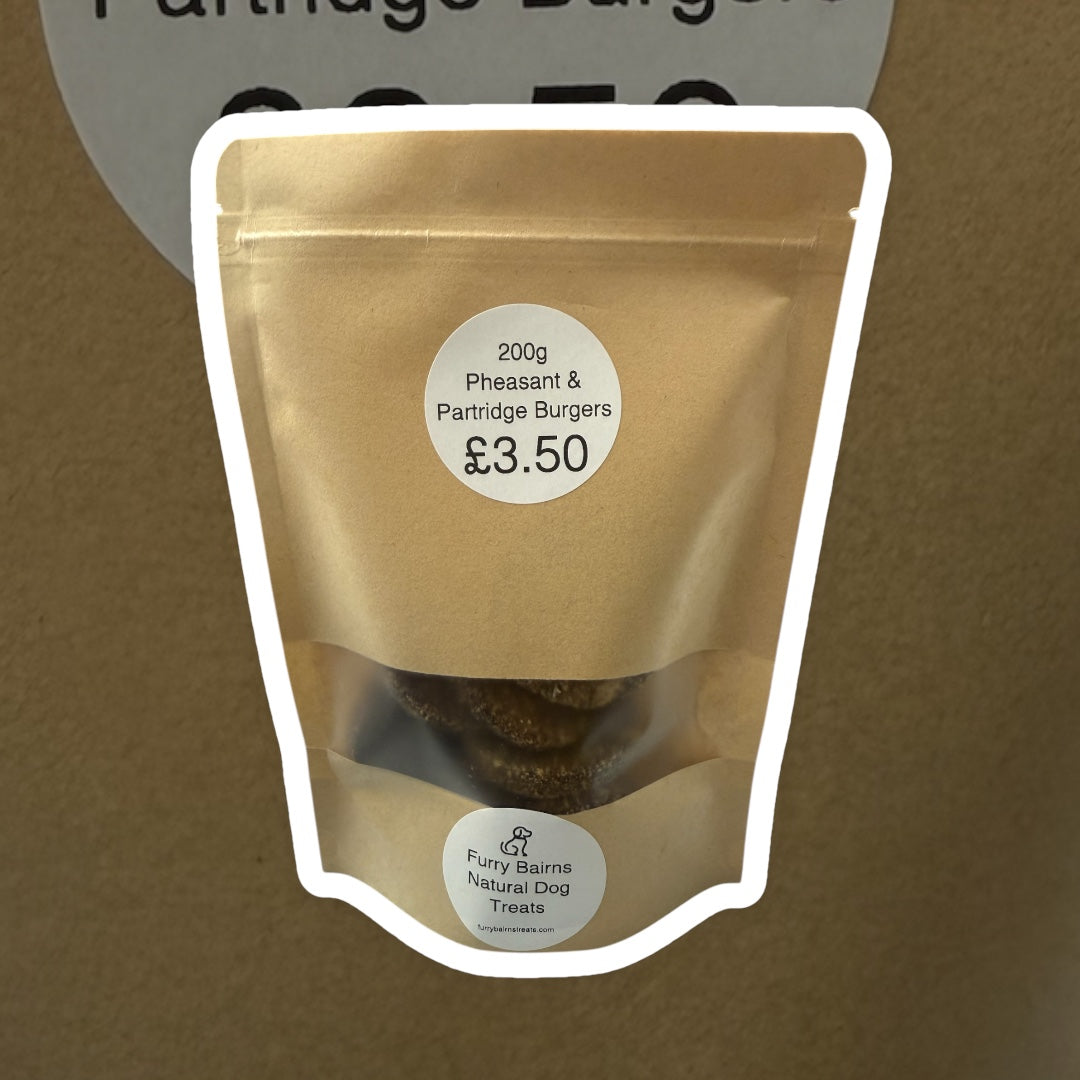 Partridge Burgers
200g
Pheasant &
Partridge Burgers
£3.50
Furry Bairns
Natural Dog
Treats
furrybairnstreats.com